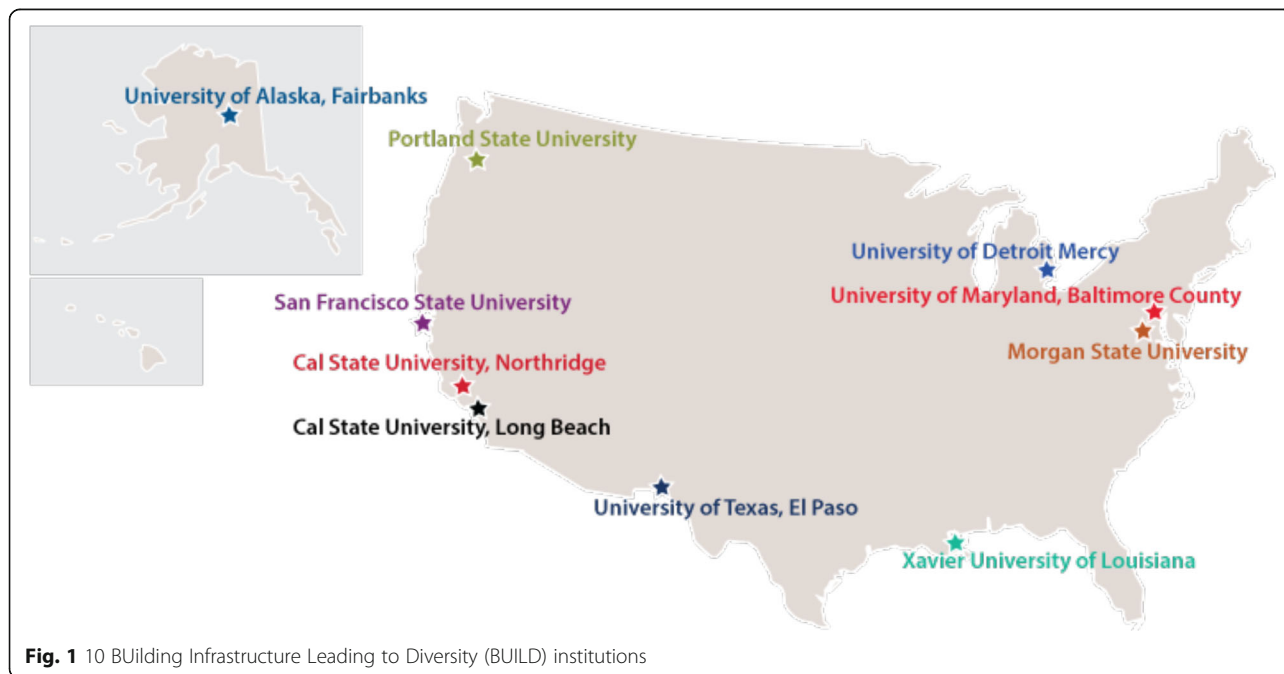 University of Alaska, Fairbanks
Portland State University
University of Detroit Mercy
San Francisco State University
University of Maryland, Baltimore County
Morgan State University
Cal State University, Northridge
Cal State University, Long Beach
University of Texas, El Paso
Xavier University of Louisiana
Fig. 1 10 BUilding Infrastructure Leading to Diversity (BUILD) institutions